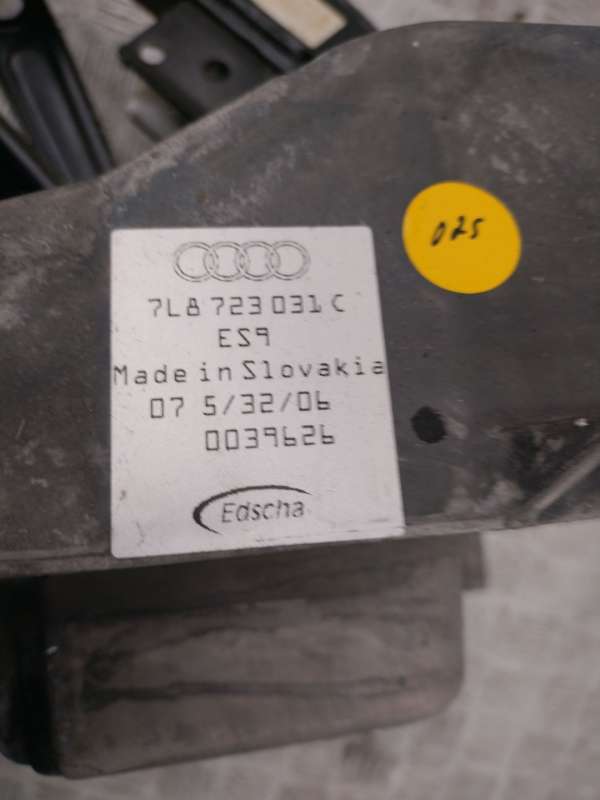 7L8 723 031 C
ES9
Made in Slovakia
07 5/32/06
0039626
Edscha
025